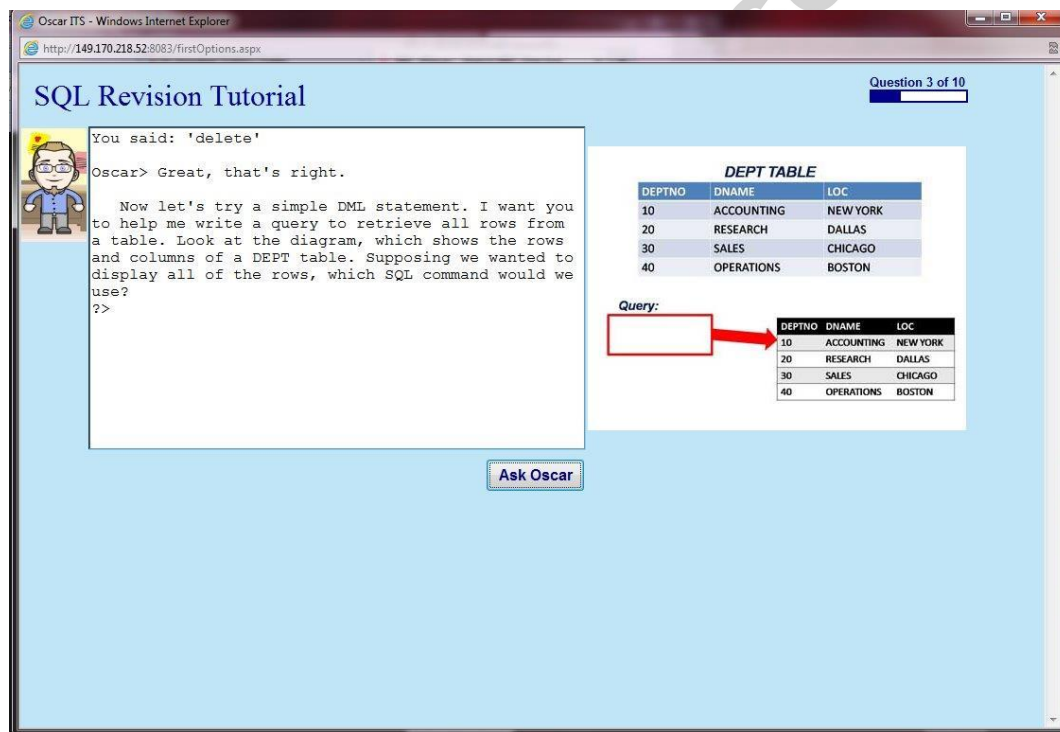 Oscar ITS - Windows Internet Explorer
http://149.170.218.52:8083/firstOptions.aspx
SQL Revision Tutorial
Question 3 of 10
You said: 'delete'
Oscar> Great, that's right.
Now let's try a simple DML statement. I want you
to help me write a query to retrieve all rows from
a table. Look at the diagram, which shows the rows
and columns of a DEPT table. Supposing we wanted to
display all of the rows, which SQL command would we
use?
?>
Ask Oscar
DEPT TABLE
DEPTNO DNAME LOC
10 ACCOUNTING NEW YORK
20 RESEARCH DALLAS
30 SALES CHICAGO
40 OPERATIONS BOSTON
Query:
DEPTNO DNAME LOC
10 ACCOUNTING NEW YORK
20 RESEARCH DALLAS
30 SALES CHICAGO
40 OPERATIONS BOSTON